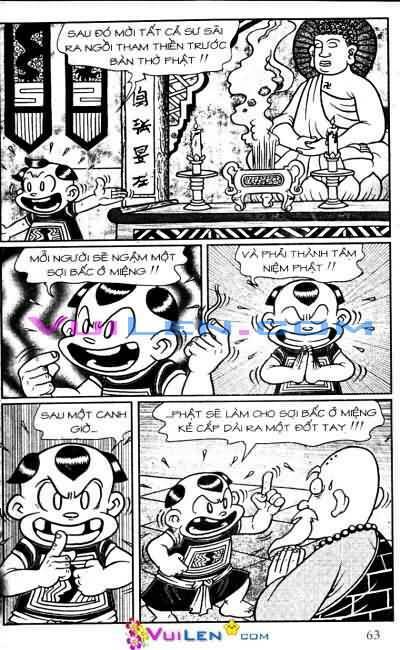 SAU ĐÓ MỜI TẤT CẢ SƯ SÃI
RA NGỒI THAM THIỀN TRƯỚC
BÀN THỜ PHẬT !!
MỖI NGƯỜI SẼ NGẬM MỘT
SỢI BẤC Ở MIỆNG !!
VÀ PHẢI THÀNH TÂM
NIỆM PHẬT !!
VUILEN.COM
SAU MỘT CANH
GIỜ...
...PHẬT SẼ LÀM CHO SỢI BẤC Ở MIỆNG
KẺ CẮP DÀI RA MỘT ĐỐT TAY !!!
VUILEN.COM
63